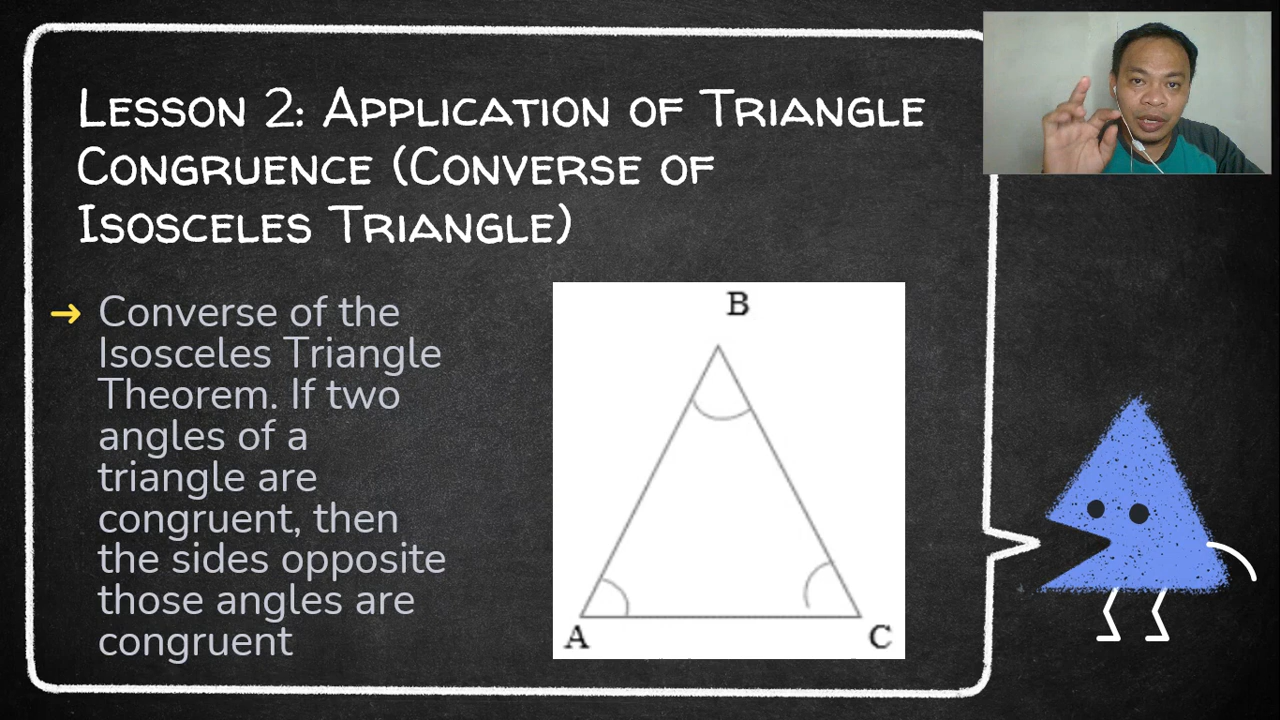 Lesson 2: Application of Triangle
Congruence (Converse of
Isosceles Triangle)
➜ Converse of the
Isosceles Triangle
Theorem. If two
angles of a
triangle are
congruent, then
the sides opposite
those angles are
congruent
B
A
C